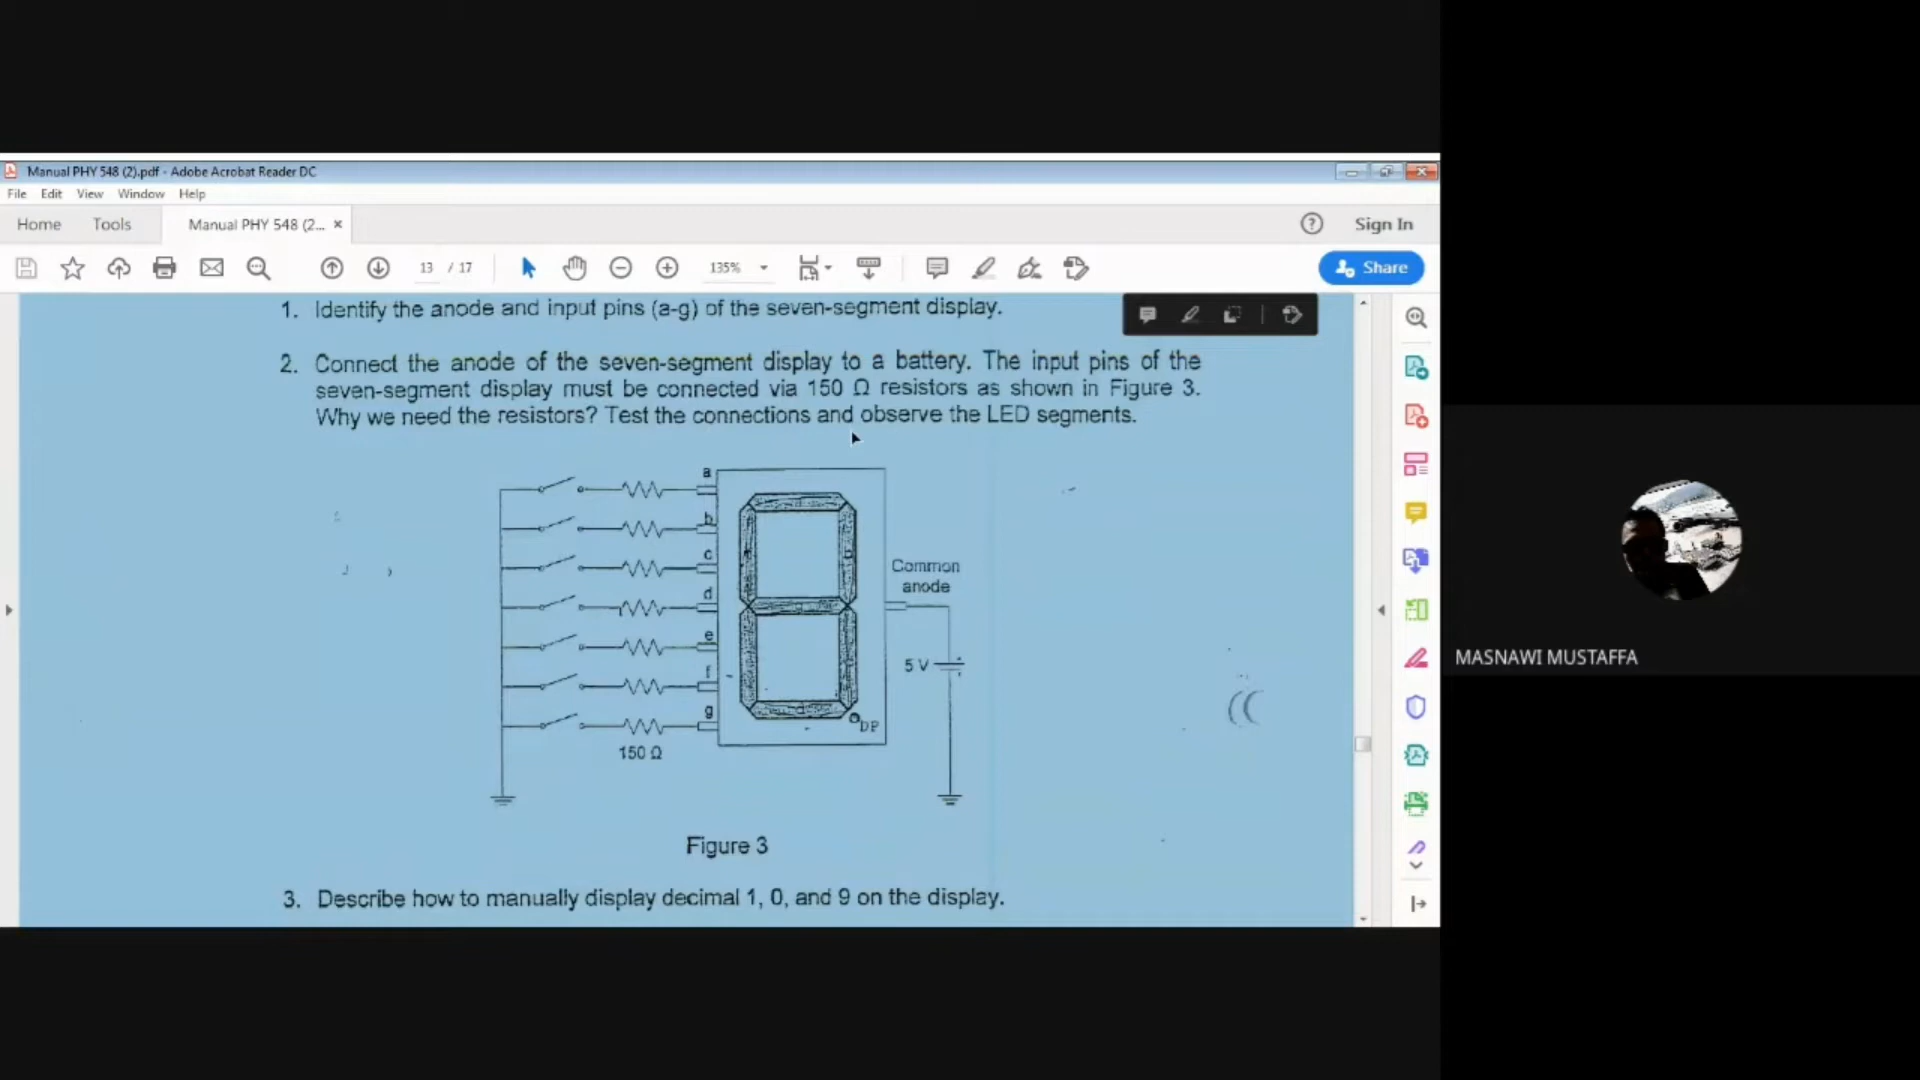 Manual PHY 548 (2).pdf - Adobe Acrobat Reader DC
File Edit View Window Help
Home Tools Manual PHY 548 (2... × Sign In
13 / 17 135% Share
1. Identify the anode and input pins (a-g) of the seven-segment display.
2. Connect the anode of the seven-segment display to a battery. The input pins of the
seven-segment display must be connected via 150 Ω resistors as shown in Figure 3.
Why we need the resistors? Test the connections and observe the LED segments.
a
b
c
d
e
f
g
Common
anode
5 V
DP
150 Ω
Figure 3
3. Describe how to manually display decimal 1, 0, and 9 on the display.
MASNAWI MUSTAFFA